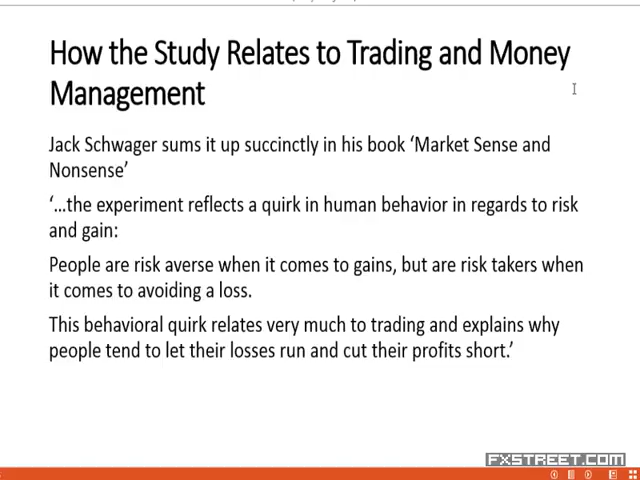 How the Study Relates to Trading and Money
Management
Jack Schwager sums it up succinctly in his book ‘Market Sense and
Nonsense’
‘…the experiment reflects a quirk in human behavior in regards to risk
and gain:
People are risk averse when it comes to gains, but are risk takers when
it comes to avoiding a loss.
This behavioral quirk relates very much to trading and explains why
people tend to let their losses run and cut their profits short.’
FXSTREET.COM